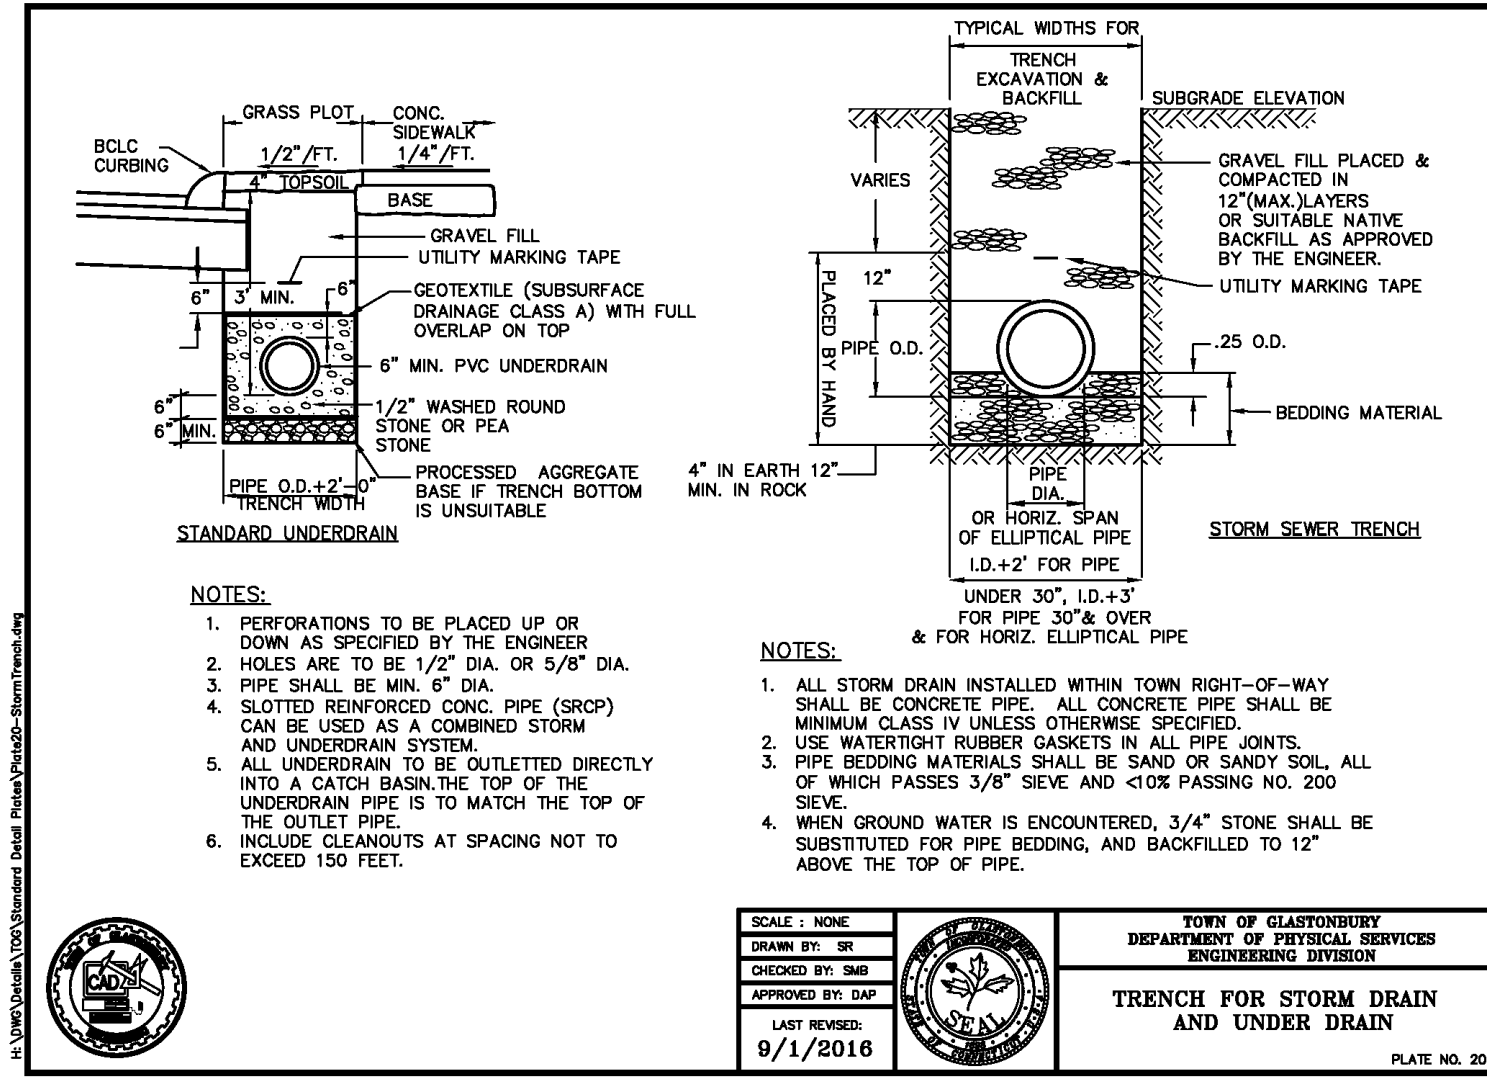 GRASS PLOT
CONC.
SIDEWALK
BCLC
CURBING
1/2"/FT.
1/4"/FT.
4" TOPSOIL
BASE
GRAVEL FILL
UTILITY MARKING TAPE
6"
3' MIN.
6"
GEOTEXTILE (SUBSURFACE
DRAINAGE CLASS A) WITH FULL
OVERLAP ON TOP
6" MIN. PVC UNDERDRAIN
6"
6" MIN.
1/2" WASHED ROUND
STONE OR PEA
STONE
PROCESSED AGGREGATE
BASE IF TRENCH BOTTOM
IS UNSUITABLE
PIPE O.D.+2'-0"
TRENCH WIDTH
STANDARD UNDERDRAIN
NOTES:
1. PERFORATIONS TO BE PLACED UP OR
DOWN AS SPECIFIED BY THE ENGINEER
2. HOLES ARE TO BE 1/2" DIA. OR 5/8" DIA.
3. PIPE SHALL BE MIN. 6" DIA.
4. SLOTTED REINFORCED CONC. PIPE (SRCP)
CAN BE USED AS A COMBINED STORM
AND UNDERDRAIN SYSTEM.
5. ALL UNDERDRAIN TO BE OUTLETTED DIRECTLY
INTO A CATCH BASIN.THE TOP OF THE
UNDERDRAIN PIPE IS TO MATCH THE TOP OF
THE OUTLET PIPE.
6. INCLUDE CLEANOUTS AT SPACING NOT TO
EXCEED 150 FEET.
TYPICAL WIDTHS FOR
TRENCH
EXCAVATION &
BACKFILL
SUBGRADE ELEVATION
VARIES
GRAVEL FILL PLACED &
COMPACTED IN
12"(MAX.)LAYERS
OR SUITABLE NATIVE
BACKFILL AS APPROVED
BY THE ENGINEER.
12"
UTILITY MARKING TAPE
PLACED BY HAND
PIPE O.D.
.25 O.D.
BEDDING MATERIAL
4" IN EARTH 12"
MIN. IN ROCK
PIPE
DIA.
OR HORIZ. SPAN
OF ELLIPTICAL PIPE
I.D.+2' FOR PIPE
UNDER 30", I.D.+3'
FOR PIPE 30"& OVER
& FOR HORIZ. ELLIPTICAL PIPE
STORM SEWER TRENCH
NOTES:
1. ALL STORM DRAIN INSTALLED WITHIN TOWN RIGHT-OF-WAY
SHALL BE CONCRETE PIPE. ALL CONCRETE PIPE SHALL BE
MINIMUM CLASS IV UNLESS OTHERWISE SPECIFIED.
2. USE WATERTIGHT RUBBER GASKETS IN ALL PIPE JOINTS.
3. PIPE BEDDING MATERIALS SHALL BE SAND OR SANDY SOIL, ALL
OF WHICH PASSES 3/8" SIEVE AND <10% PASSING NO. 200
SIEVE.
4. WHEN GROUND WATER IS ENCOUNTERED, 3/4" STONE SHALL BE
SUBSTITUTED FOR PIPE BEDDING, AND BACKFILLED TO 12"
ABOVE THE TOP OF PIPE.
H:\DWG\Details\TOG\Standard Detail Plates\Plate20-StormTrench.dwg
TOWN OF GLASTONBURY
CAD
ENGINEERING
SCALE : NONE
DRAWN BY: SR
CHECKED BY: SMB
APPROVED BY: DAP
LAST REVISED:
9/1/2016
TOWN OF GLASTONBURY
INCORPORATED
SEAL
STATE OF CONNECTICUT
TOWN OF GLASTONBURY
DEPARTMENT OF PHYSICAL SERVICES
ENGINEERING DIVISION
TRENCH FOR STORM DRAIN
AND UNDER DRAIN
PLATE NO. 20